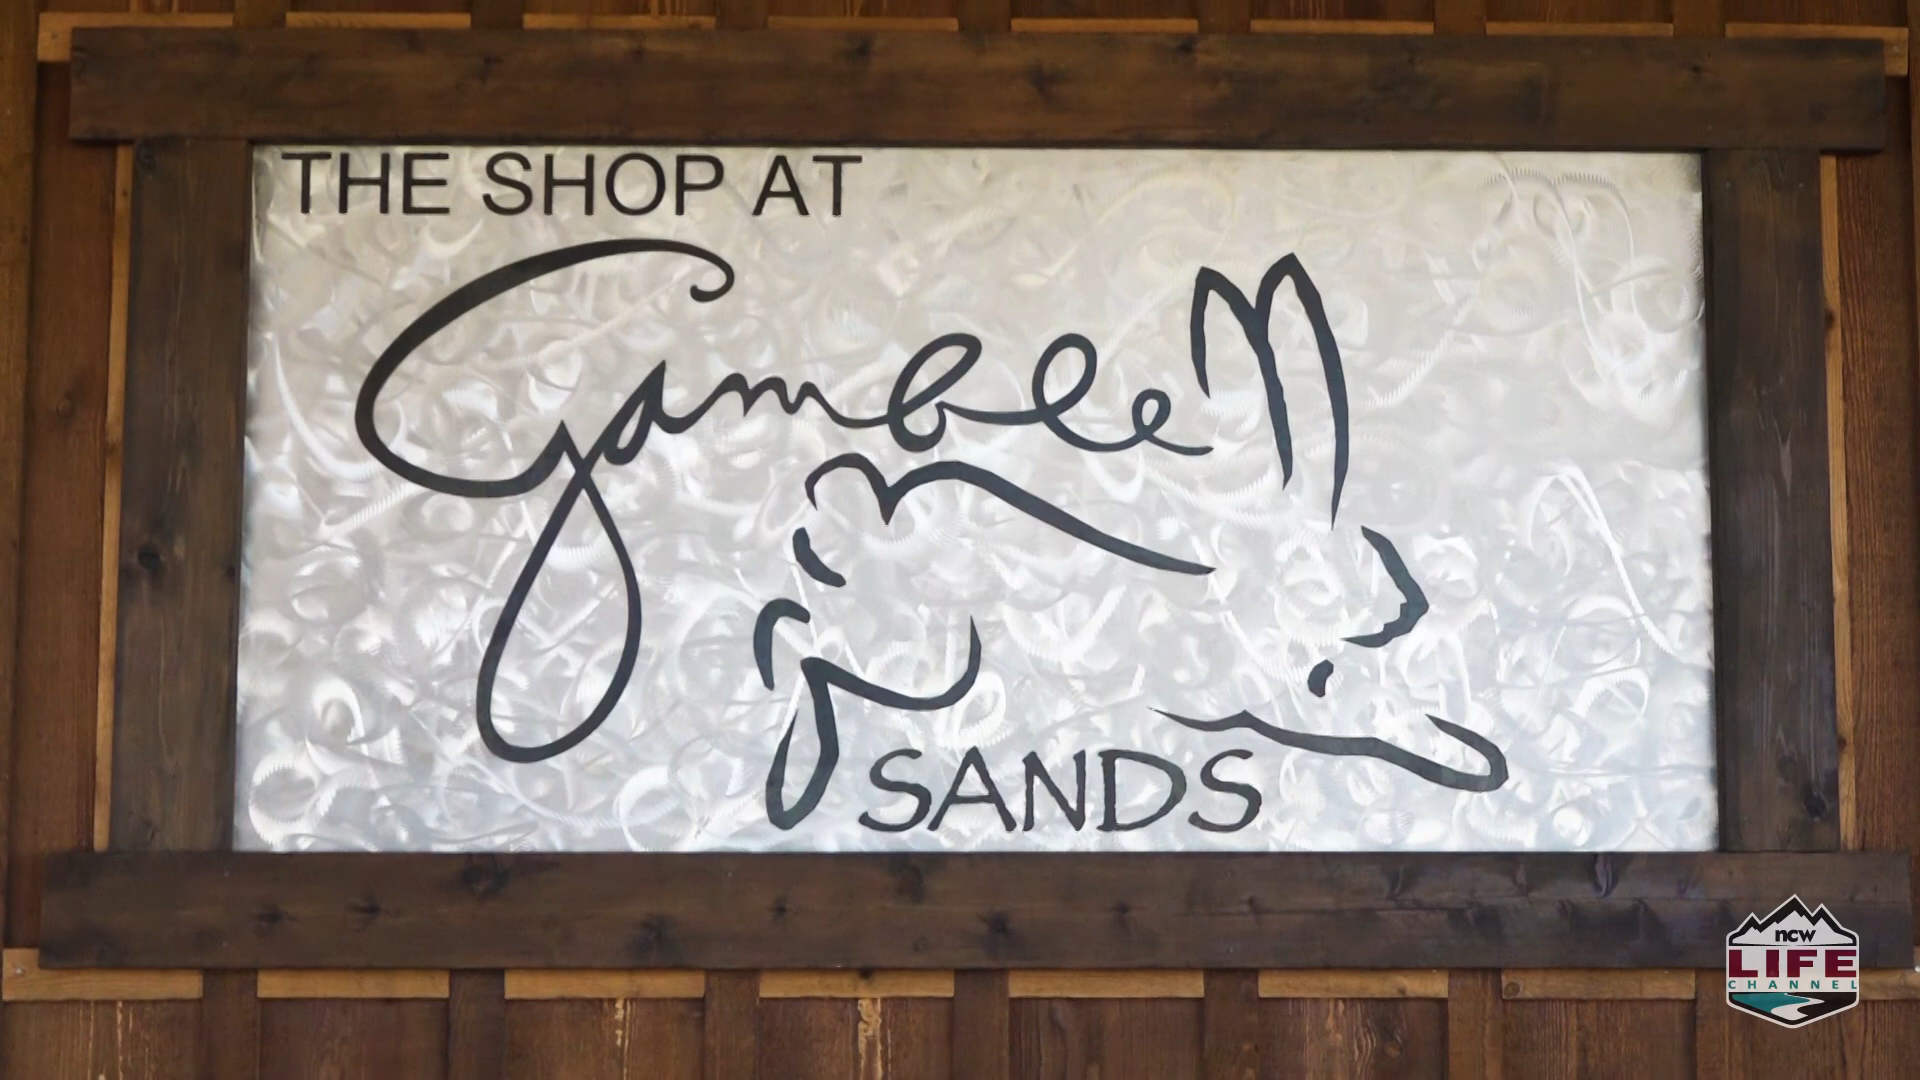 THE SHOP AT
Gamble
SANDS
ncw
LIFE
CHANNEL